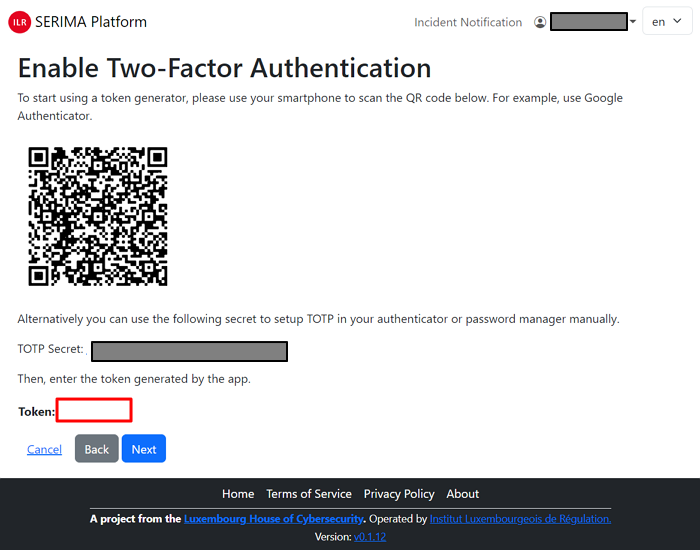 ILR SERIMA Platform
Incident Notification
en
Enable Two-Factor Authentication
To start using a token generator, please use your smartphone to scan the QR code below. For example, use Google
Authenticator.
Alternatively you can use the following secret to setup TOTP in your authenticator or password manager manually.
TOTP Secret:
Then, enter the token generated by the app.
Token:
Cancel Back Next
Home Terms of Service Privacy Policy About
A project from the Luxembourg House of Cybersecurity. Operated by Institut Luxembourgeois de Régulation.
Version: v0.1.12